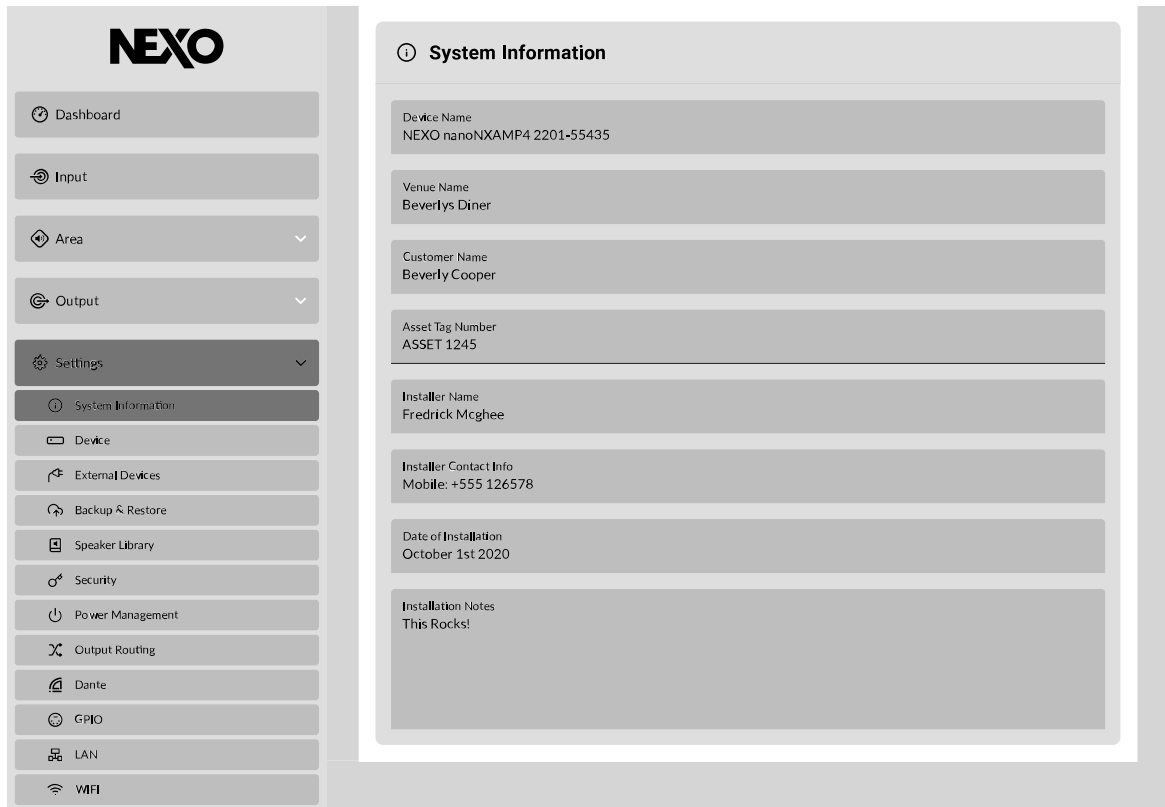 NEXO
Dashboard
Input
Area
Output
Settings
System Information
Device
External Devices
Backup & Restore
Speaker Library
Security
Power Management
Output Routing
Dante
GPIO
LAN
WIFI
System Information
Device Name
NEXO nanoNXAMP4 2201-55435
Venue Name
Beverlys Diner
Customer Name
Beverly Cooper
Asset Tag Number
ASSET 1245
Installer Name
Fredrick Mcghee
Installer Contact Info
Mobile: +555 126578
Date of Installation
October 1st 2020
Installation Notes
This Rocks!